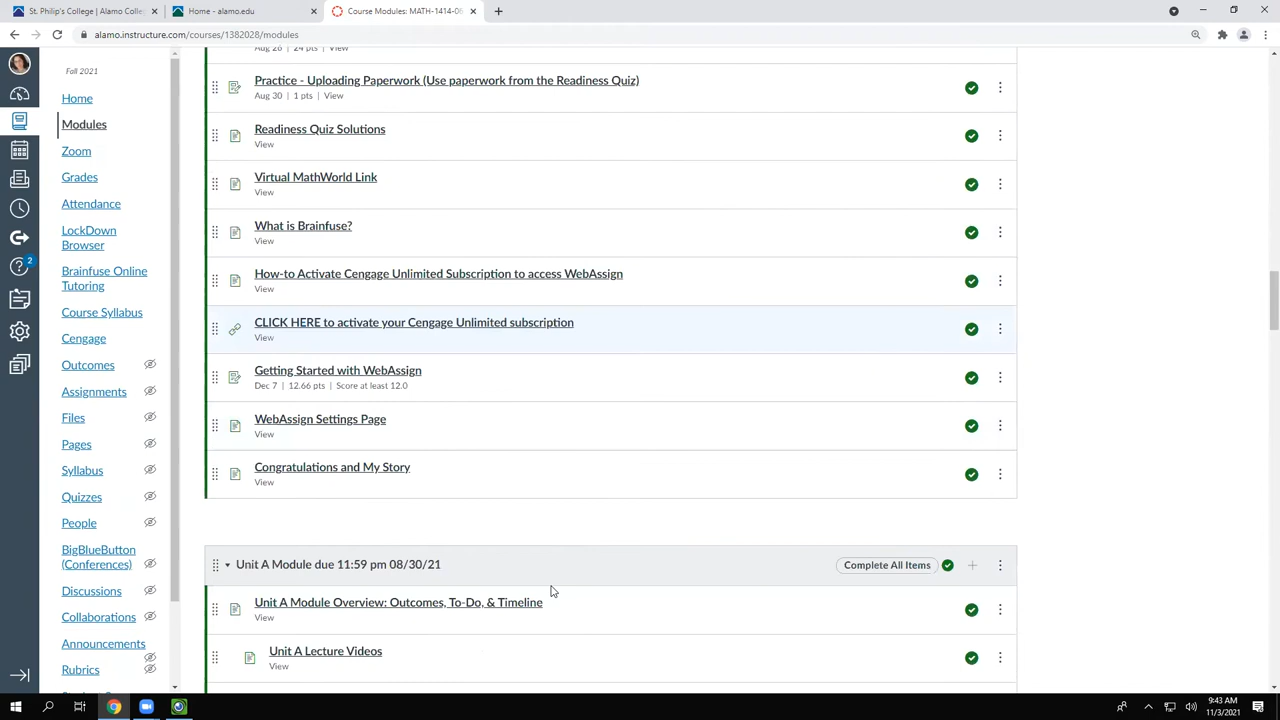 St. Philip's College (Alamo Colle
Home - alamo.edu
Course Modules: MATH-1414-06
alamo.instructure.com/courses/1382028/modules
Fall 2021
Home
Modules
Zoom
Grades
Attendance
LockDown
Browser
Brainfuse Online
Tutoring
Course Syllabus
Cengage
Outcomes
Assignments
Files
Pages
Syllabus
Quizzes
People
BigBlueButton
(Conferences)
Discussions
Collaborations
Announcements
Rubrics
2
Aug 28 | 24 pts | View
Practice - Uploading Paperwork (Use paperwork from the Readiness Quiz)
Aug 30 | 1 pts | View
Readiness Quiz Solutions
View
Virtual MathWorld Link
View
What is Brainfuse?
View
How-to Activate Cengage Unlimited Subscription to access WebAssign
View
CLICK HERE to activate your Cengage Unlimited subscription
View
Getting Started with WebAssign
Dec 7 | 12.66 pts | Score at least 12.0
WebAssign Settings Page
View
Congratulations and My Story
View
Unit A Module due 11:59 pm 08/30/21
Complete All Items
Unit A Module Overview: Outcomes, To-Do, & Timeline
View
Unit A Lecture Videos
View
9:43 AM
11/3/2021